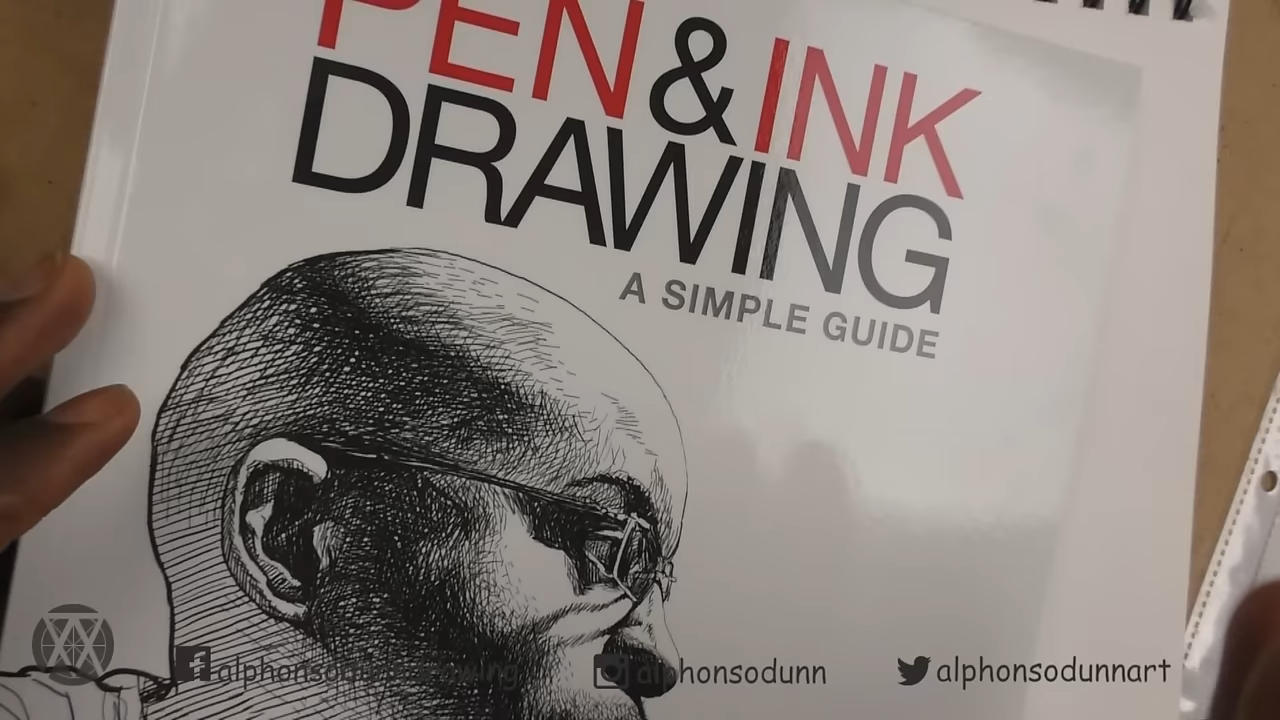 PEN & INK
DRAWING
A SIMPLE GUIDE
alphonsodunn
alphonsodunnart